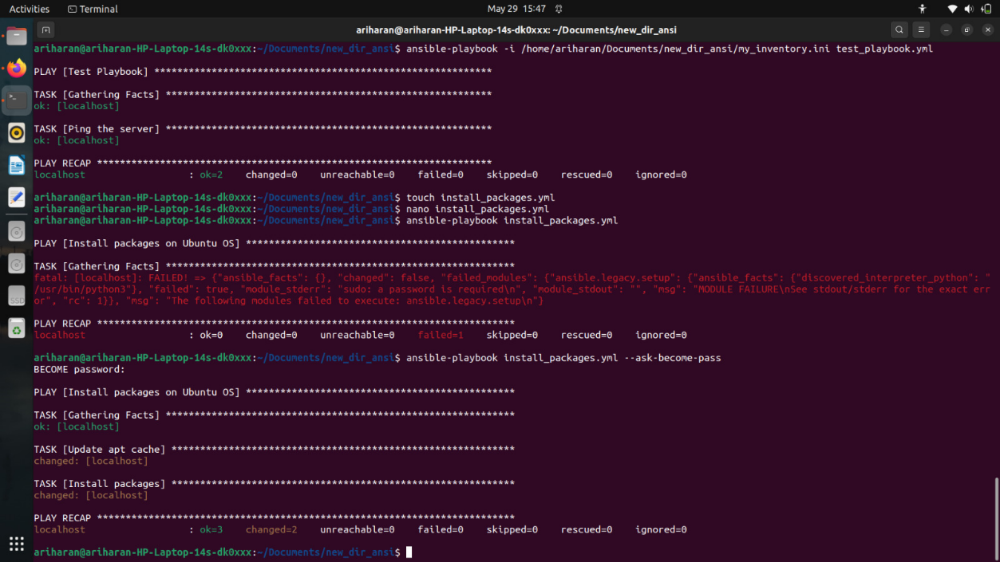 Activities Terminal May 29 15:47
ariharan@ariharan-HP-Laptop-14s-dk0xxx: ~/Documents/new_dir_ansi
ariharan@ariharan-HP-Laptop-14s-dk0xxx:~/Documents/new_dir_ansi$ ansible-playbook -i /home/ariharan/Documents/new_dir_ansi/my_inventory.ini test_playbook.yml
PLAY [Test Playbook] ***********************************************************
TASK [Gathering Facts] *********************************************************
ok: [localhost]
TASK [Ping the server] *********************************************************
ok: [localhost]
PLAY RECAP *********************************************************************
localhost : ok=2 changed=0 unreachable=0 failed=0 skipped=0 rescued=0 ignored=0
ariharan@ariharan-HP-Laptop-14s-dk0xxx:~/Documents/new_dir_ansi$ touch install_packages.yml
ariharan@ariharan-HP-Laptop-14s-dk0xxx:~/Documents/new_dir_ansi$ nano install_packages.yml
ariharan@ariharan-HP-Laptop-14s-dk0xxx:~/Documents/new_dir_ansi$ ansible-playbook install_packages.yml
PLAY [Install packages on Ubuntu OS] ***********************************************
TASK [Gathering Facts] *************************************************************
fatal: [localhost]: FAILED! => {"ansible_facts": {}, "changed": false, "failed_modules": {"ansible.legacy.setup": {"ansible_facts": {"discovered_interpreter_python": "
/usr/bin/python3"}, "failed": true, "module_stderr": "sudo: a password is required\n", "module_stdout": "", "msg": "MODULE FAILURE\nSee stdout/stderr for the exact err
or", "rc": 1}}, "msg": "The following modules failed to execute: ansible.legacy.setup\n"}
PLAY RECAP *************************************************************************
localhost : ok=0 changed=0 unreachable=0 failed=1 skipped=0 rescued=0 ignored=0
ariharan@ariharan-HP-Laptop-14s-dk0xxx:~/Documents/new_dir_ansi$ ansible-playbook install_packages.yml --ask-become-pass
BECOME password:
PLAY [Install packages on Ubuntu OS] ***********************************************
TASK [Gathering Facts] *************************************************************
ok: [localhost]
TASK [Update apt cache] ************************************************************
changed: [localhost]
TASK [Install packages] ************************************************************
changed: [localhost]
PLAY RECAP *************************************************************************
localhost : ok=3 changed=2 unreachable=0 failed=0 skipped=0 rescued=0 ignored=0
ariharan@ariharan-HP-Laptop-14s-dk0xxx:~/Documents/new_dir_ansi$
SSD